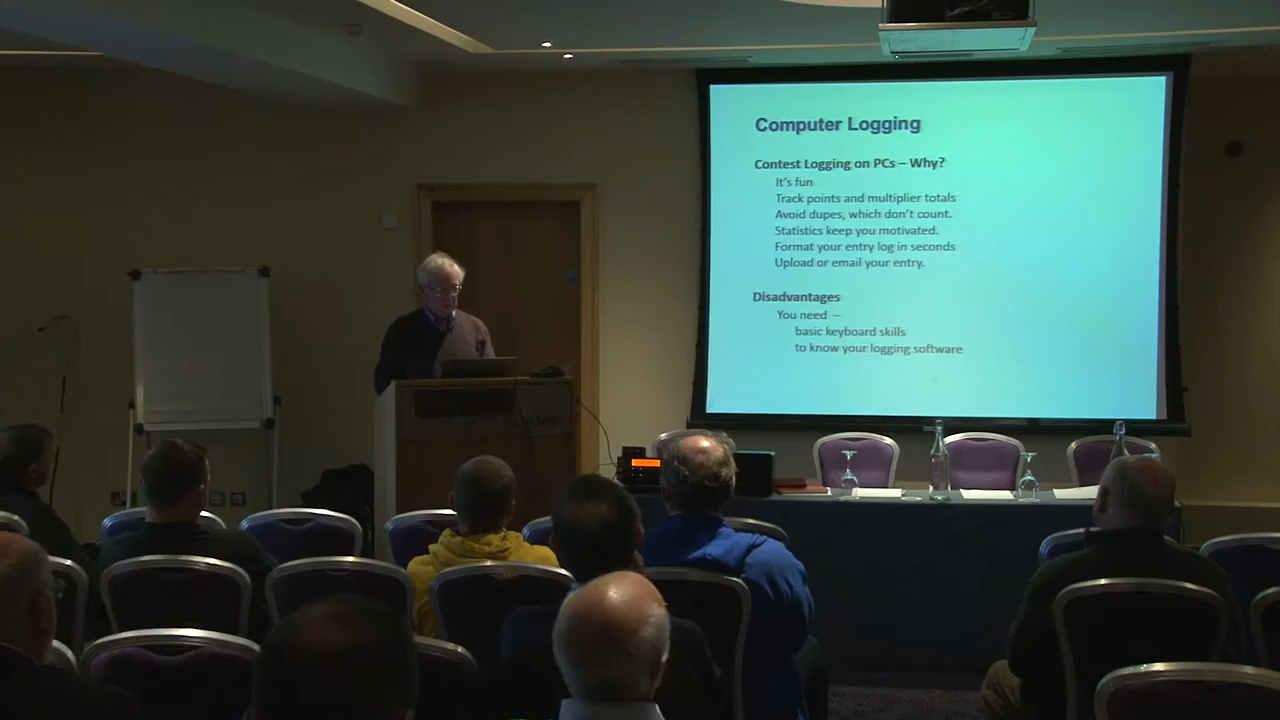 Computer Logging
Contest Logging on PCs – Why?
It's fun
Track points and multiplier totals
Avoid dupes, which don't count.
Statistics keep you motivated.
Format your entry log in seconds
Upload or email your entry.
Disadvantages
You need –
basic keyboard skills
to know your logging software